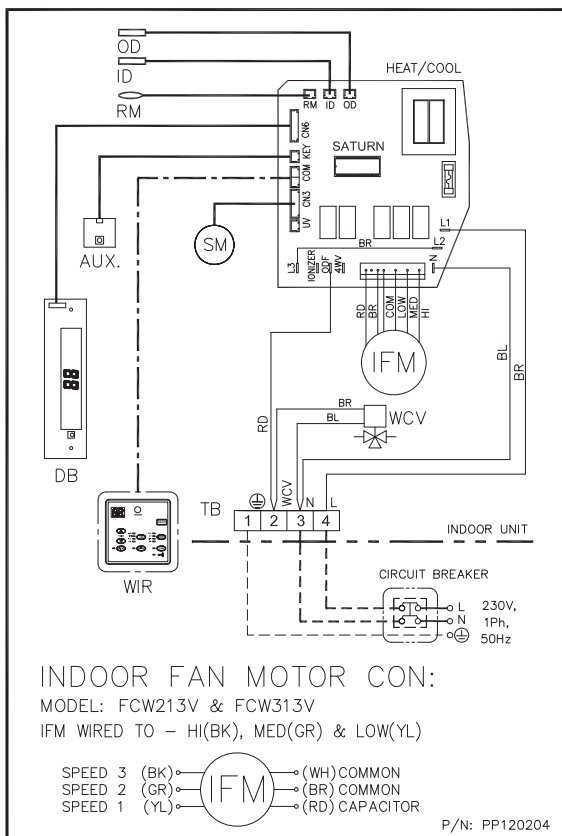 OD
ID
RM
HEAT/COOL
RM ID OD
CN6
KEY
COM
CN3
UV
SATURN
AUX.
SM
L1
L2
BR
L3
IONIZER
ODF
4WV
N
RD
BR
COM
LOW
MED
HI
IFM
BL
BR
88
DB
RD
BR
BL
WCV
TB
WCV
N
L
1 2 3 4
WIR
INDOOR UNIT
CIRCUIT BREAKER
L
N
230V,
1Ph,
50Hz
INDOOR FAN MOTOR CON:
MODEL: FCW213V & FCW313V
IFM WIRED TO – HI(BK), MED(GR) & LOW(YL)
SPEED 3 (BK) (WH) COMMON
SPEED 2 (GR) IFM (BR) COMMON
SPEED 1 (YL) (RD) CAPACITOR
P/N: PP120204